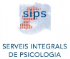 sips
SERVEIS INTEGRALS
DE PSICOLOGIA